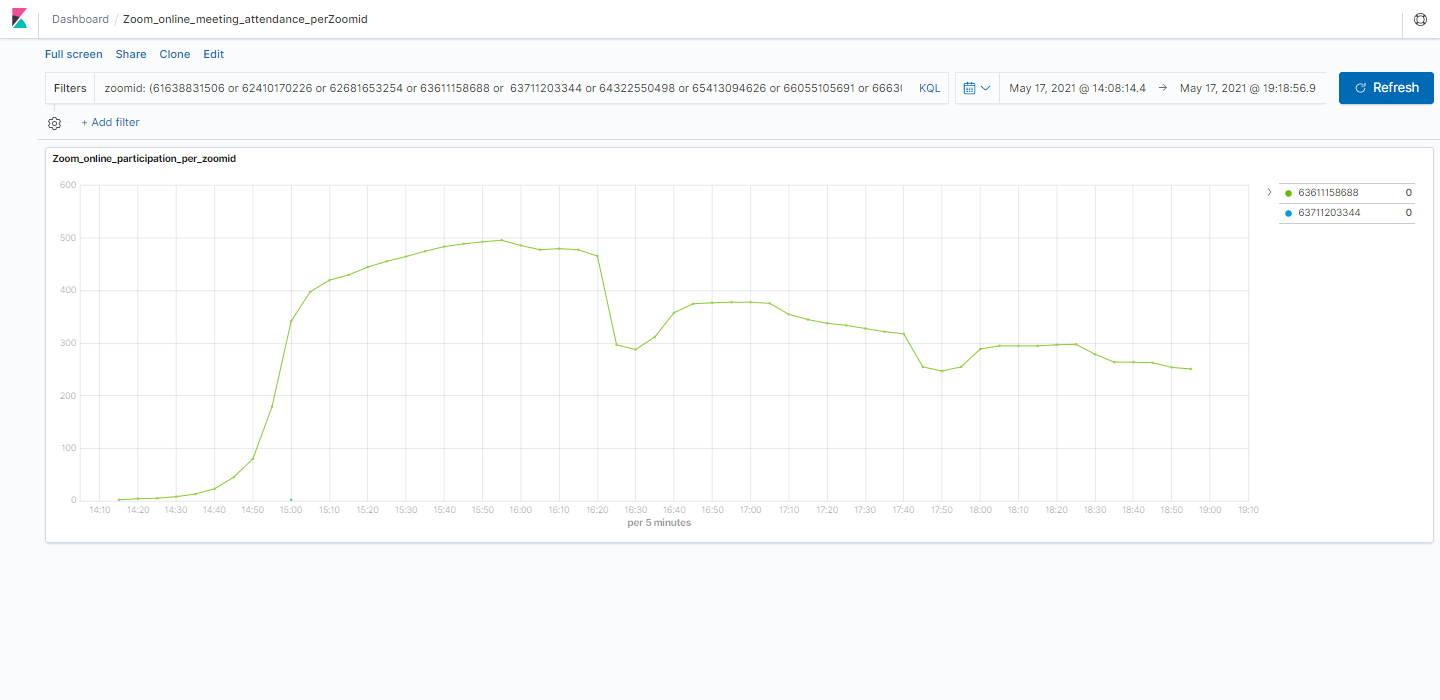 Dashboard / Zoom_online_meeting_attendance_perZoomid
Full screen Share Clone Edit
Filters zoomid: (61638831506 or 62410170226 or 62681653254 or 63611158688 or 63711203344 or 64322550498 or 65413094626 or 66055105691 or 6663 KQL May 17, 2021 @ 14:08:14.4 → May 17, 2021 @ 19:18:56.9 Refresh
+ Add filter
Zoom_online_participation_per_zoomid
600
500
400
300
200
100
0
14:10 14:20 14:30 14:40 14:50 15:00 15:10 15:20 15:30 15:40 15:50 16:00 16:10 16:20 16:30 16:40 16:50 17:00 17:10 17:20 17:30 17:40 17:50 18:00 18:10 18:20 18:30 18:40 18:50 19:00 19:10
per 5 minutes
63611158688 0
63711203344 0